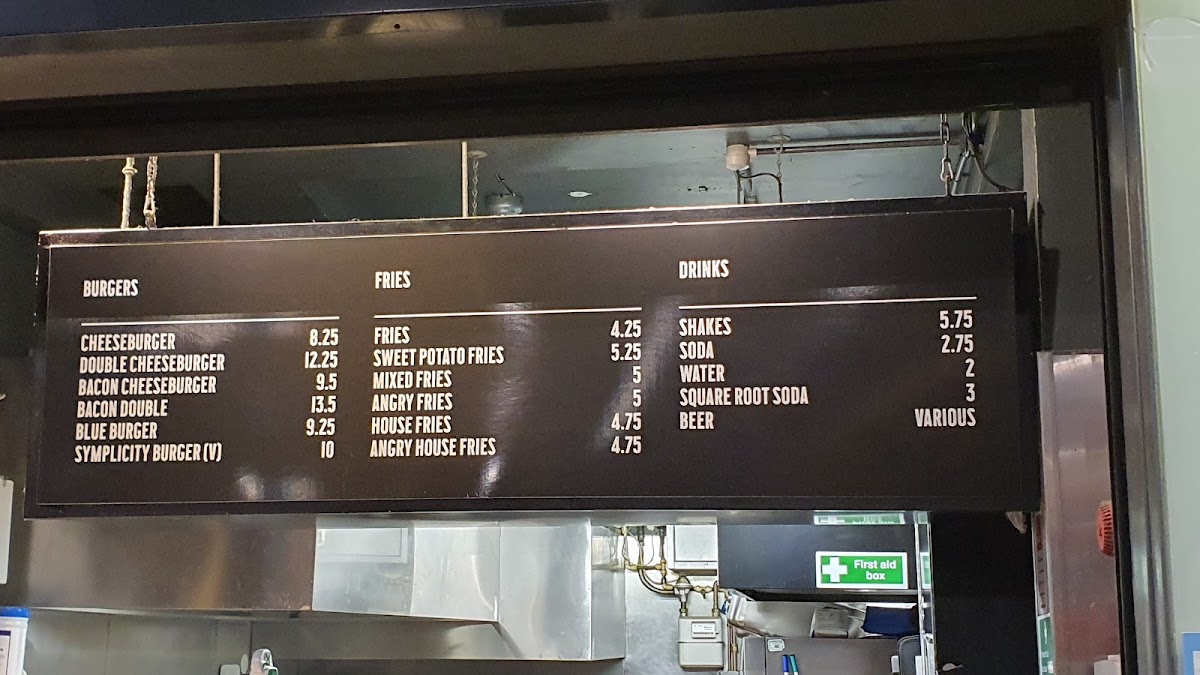 BURGERS
CHEESEBURGER 8.25
DOUBLE CHEESEBURGER 12.25
BACON CHEESEBURGER 9.5
BACON DOUBLE 13.5
BLUE BURGER 9.25
SYMPLICITY BURGER (V) 10
FRIES
FRIES 4.25
SWEET POTATO FRIES 5.25
MIXED FRIES 5
ANGRY FRIES 5
HOUSE FRIES 4.75
ANGRY HOUSE FRIES 4.75
DRINKS
SHAKES 5.75
SODA 2.75
WATER 2
SQUARE ROOT SODA 3
BEER VARIOUS
First aid
box